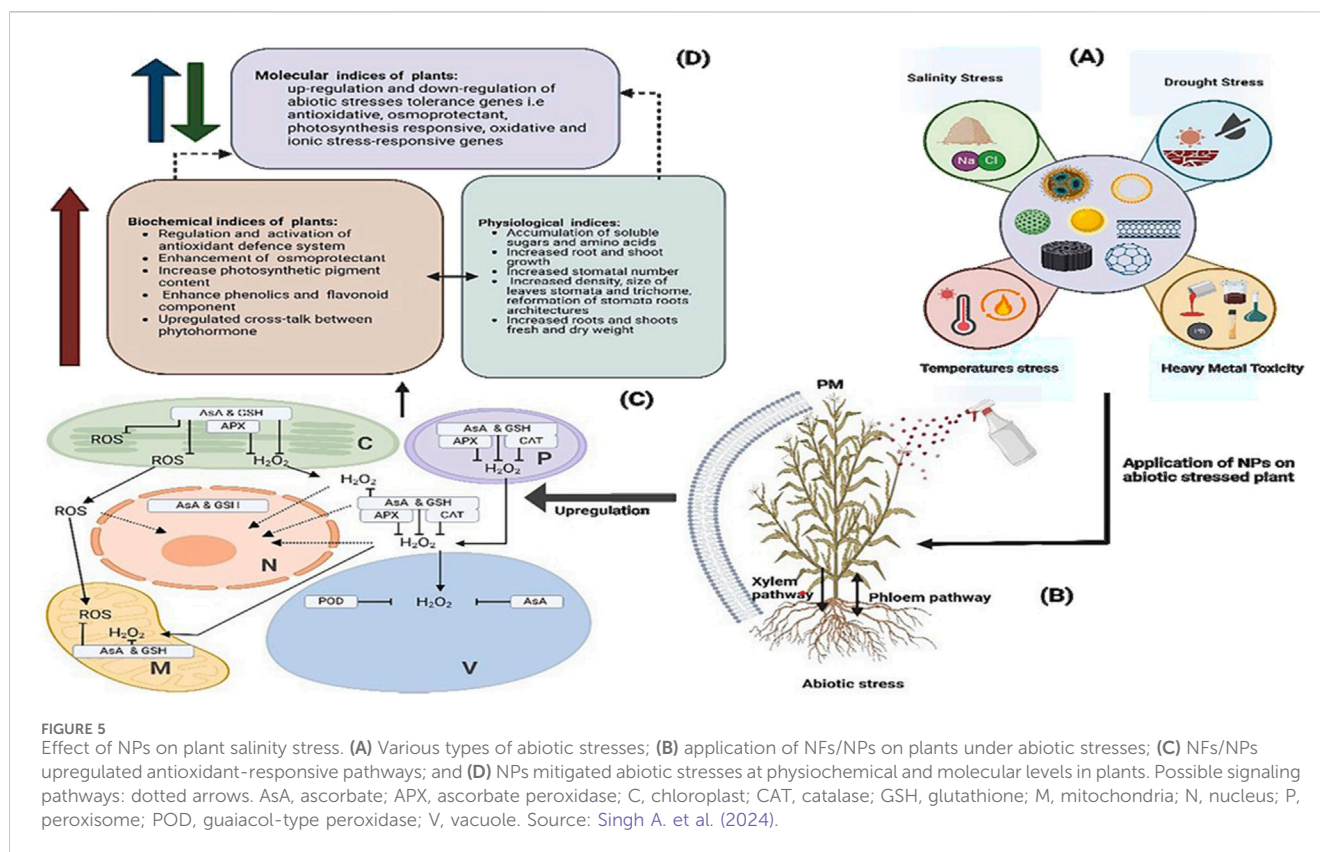 (D)
Molecular indices of plants:
up-regulation and down-regulation of
abiotic stresses tolerance genes i.e
antioxidative, osmoprotectant,
photosynthesis responsive, oxidative and
ionic stress-responsive genes
Biochemical indices of plants:
• Regulation and activation of
antioxidant defence system
• Enhancement of osmoprotectant
• Increase photosynthetic pigment
content
• Enhance phenolics and flavonoid
component
• Upregulated cross-talk between
phytohormone
Physiological indices:
• Accumulation of soluble
sugars and amino acids
• Increased root and shoot
growth
• Increased stomatal number
• Increased density, size of
leaves stomata and trichome,
reformation of stomata roots
architectures
• Increased roots and shoots
fresh and dry weight
(A)
Salinity Stress
Drought Stress
Na Cl
Temperatures stress
Heavy Metal Toxicity
Application of NPs on
abiotic stressed plant
PM
Xylem
pathway
Phloem pathway
(B)
Abiotic stress
Upregulation
(C)
AsA & GSH
APX
ROS
C
ROS
H₂O₂
AsA & GSH
APX
CAT
H₂O₂
P
H₂O₂
ROS
AsA & GSH
N
AsA & GSH
APX
CAT
H₂O₂
POD
H₂O₂
AsA
V
ROS
H₂O₂
AsA & GSH
M
FIGURE 5
Effect of NPs on plant salinity stress. (A) Various types of abiotic stresses; (B) application of NFs/NPs on plants under abiotic stresses; (C) NFs/NPs
upregulated antioxidant-responsive pathways; and (D) NPs mitigated abiotic stresses at physiochemical and molecular levels in plants. Possible signaling
pathways: dotted arrows. AsA, ascorbate; APX, ascorbate peroxidase; C, chloroplast; CAT, catalase; GSH, glutathione; M, mitochondria; N, nucleus; P,
peroxisome; POD, guaiacol-type peroxidase; V, vacuole. Source: Singh A. et al. (2024).